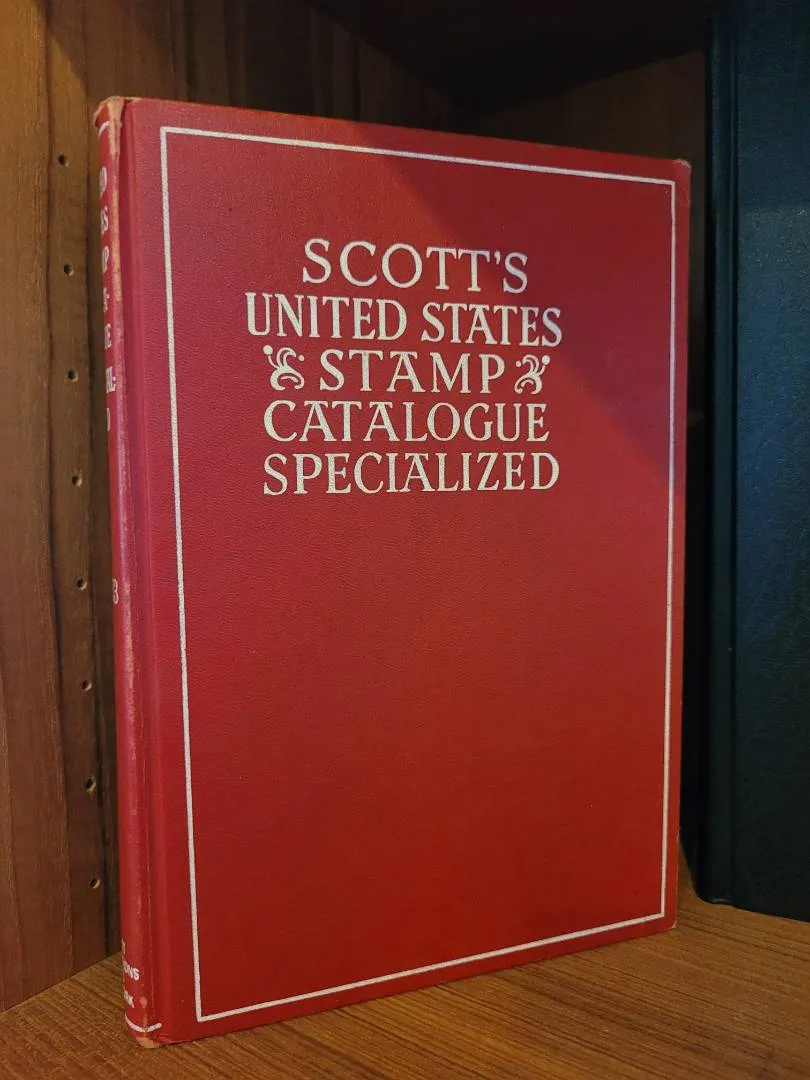 SCOTT'S
UNITED STATES
STAMP
CATALOGUE
SPECIALIZED